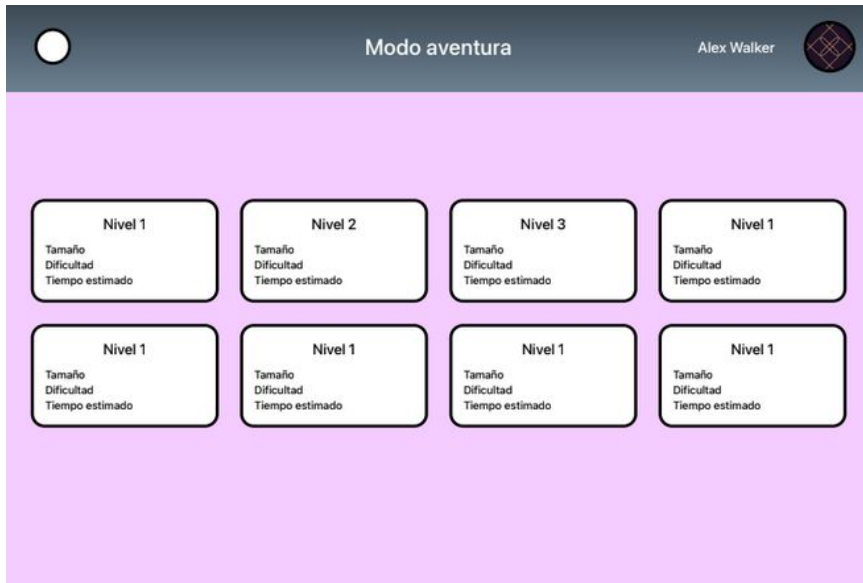 Modo aventura
Alex Walker
Nivel 1
Tamaño
Dificultad
Tiempo estimado
Nivel 2
Tamaño
Dificultad
Tiempo estimado
Nivel 3
Tamaño
Dificultad
Tiempo estimado
Nivel 1
Tamaño
Dificultad
Tiempo estimado
Nivel 1
Tamaño
Dificultad
Tiempo estimado
Nivel 1
Tamaño
Dificultad
Tiempo estimado
Nivel 1
Tamaño
Dificultad
Tiempo estimado
Nivel 1
Tamaño
Dificultad
Tiempo estimado